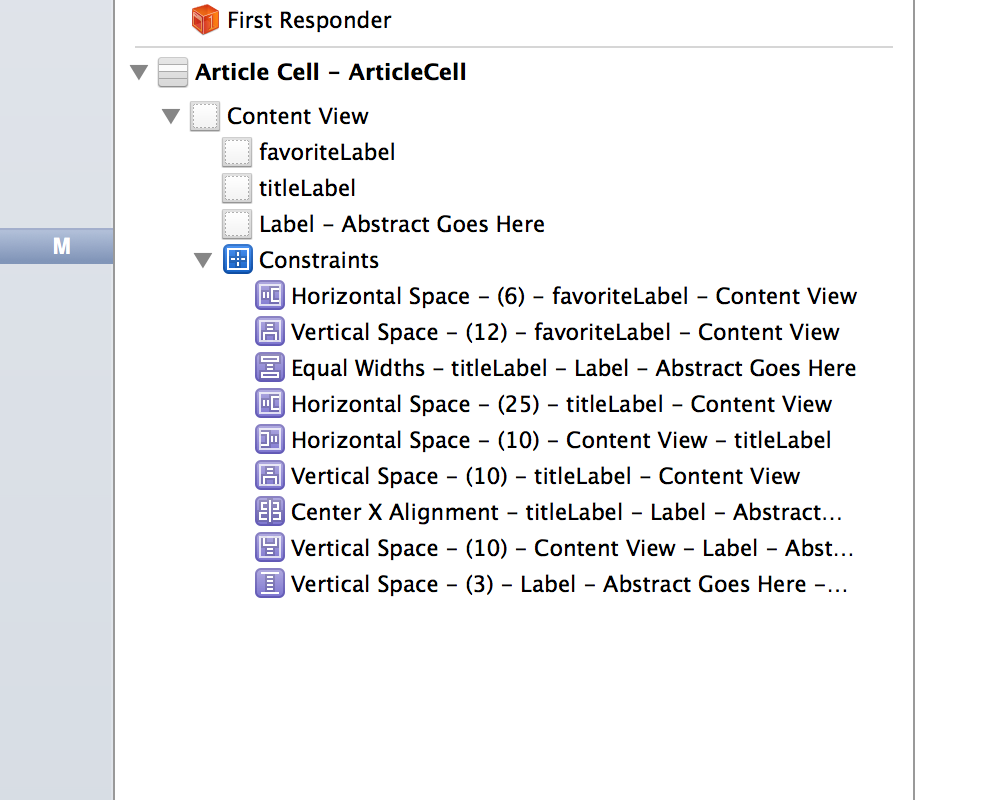 First Responder
Article Cell – ArticleCell
Content View
favoriteLabel
titleLabel
Label – Abstract Goes Here
M
Constraints
Horizontal Space – (6) – favoriteLabel – Content View
Vertical Space – (12) – favoriteLabel – Content View
Equal Widths – titleLabel – Label – Abstract Goes Here
Horizontal Space – (25) – titleLabel – Content View
Horizontal Space – (10) – Content View – titleLabel
Vertical Space – (10) – titleLabel – Content View
Center X Alignment – titleLabel – Label – Abstract...
Vertical Space – (10) – Content View – Label – Abst...
Vertical Space – (3) – Label – Abstract Goes Here –...